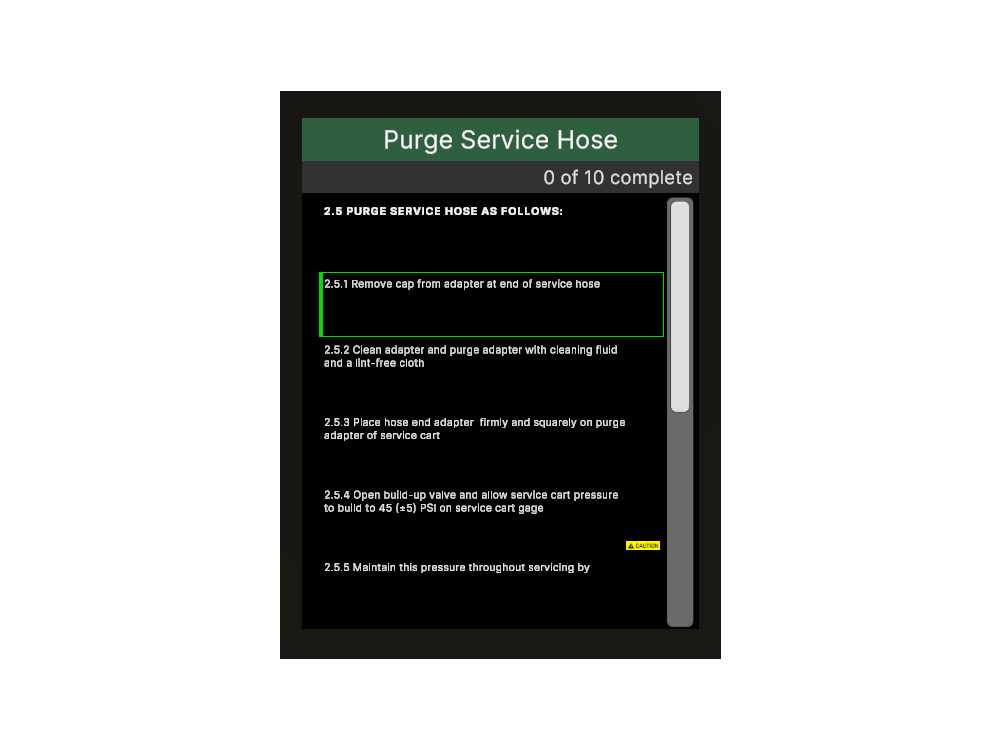 Purge Service Hose
0 of 10 complete
2.5 PURGE SERVICE HOSE AS FOLLOWS:
2.5.1 Remove cap from adapter at end of service hose
2.5.2 Clean adapter and purge adapter with cleaning fluid
and a lint-free cloth
2.5.3 Place hose end adapter  firmly and squarely on purge
adapter of service cart
2.5.4 Open build-up valve and allow service cart pressure
to build to 45 (±5) PSI on service cart gage
CAUTION
2.5.5 Maintain this pressure throughout servicing by